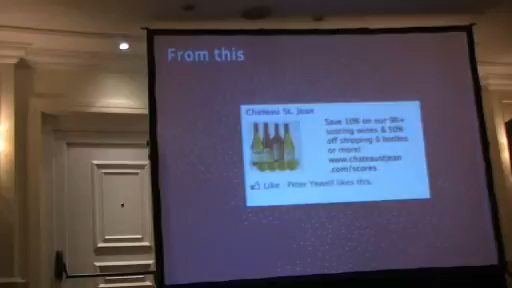 From this
Chateau St. Jean
Save 10% on our 90+
scoring wines & 50%
off shipping 6 bottles
or more!
www.chateaustjean
.com/scores
Like Peter Yewell likes this.